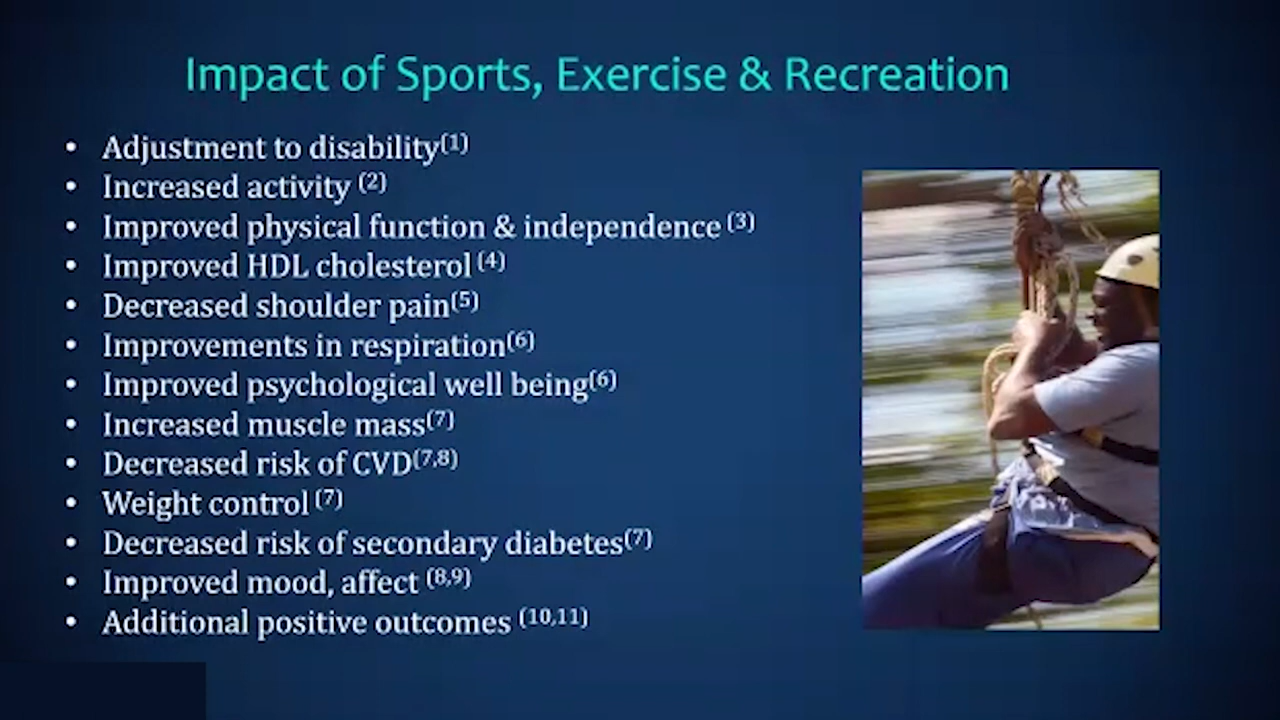 Impact of Sports, Exercise & Recreation
• Adjustment to disability(1)
• Increased activity (2)
• Improved physical function & independence (3)
• Improved HDL cholesterol (4)
• Decreased shoulder pain(5)
• Improvements in respiration(6)
• Improved psychological well being(6)
• Increased muscle mass(7)
• Decreased risk of CVD(7,8)
• Weight control (7)
• Decreased risk of secondary diabetes(7)
• Improved mood, affect (8,9)
• Additional positive outcomes (10,11)